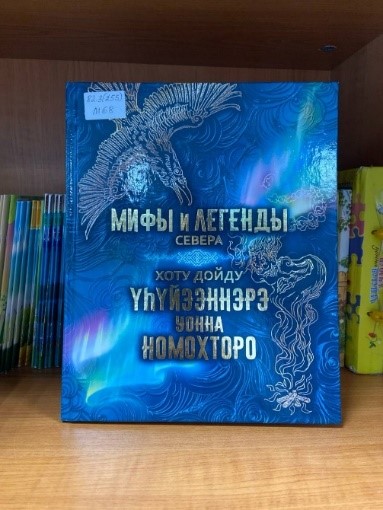 МИФЫ И ЛЕГЕНДЫ
СЕВЕРА
ХОТУ ДОЙДУ
ҮҺҮЙЭЭННЭРЭ
УОННА
НОМОХТОРО